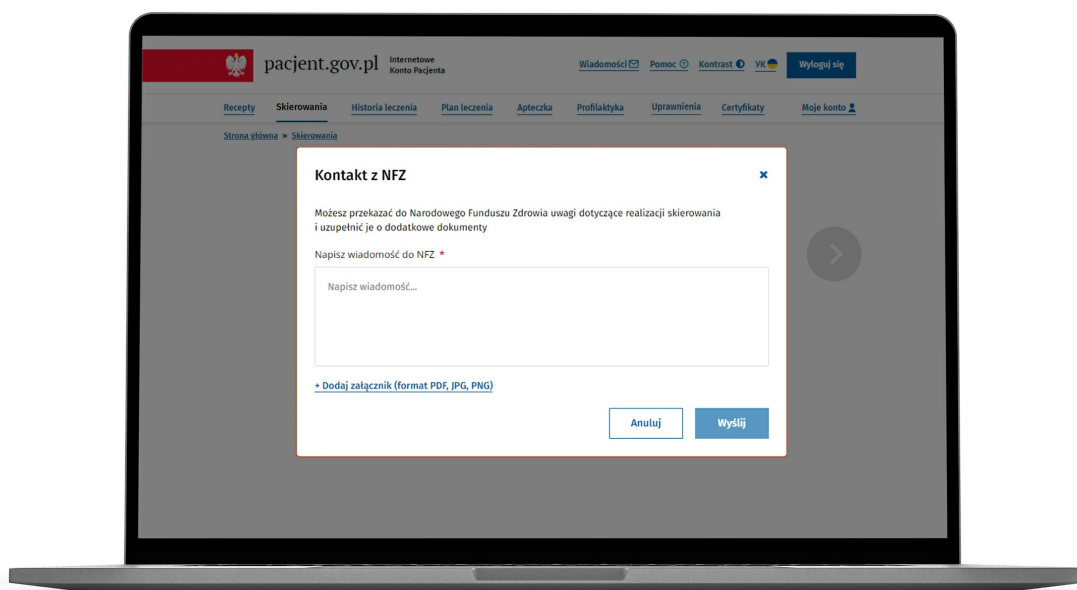 pacjent.gov.pl
Internetowe
Konto Pacjenta
Wiadomości
Pomoc
Kontrast
УК
Wyloguj się
Recepty
Skierowania
Historia leczenia
Plan leczenia
Apteczka
Profilaktyka
Uprawnienia
Certyfikaty
Moje konto
Strona główna » Skierowania
Kontakt z NFZ
Możesz przekazać do Narodowego Funduszu Zdrowia uwagi dotyczące realizacji skierowania
i uzupełnić je o dodatkowe dokumenty
Napisz wiadomość do NFZ *
Napisz wiadomość...
+ Dodaj załącznik (format PDF, JPG, PNG)
Anuluj
Wyślij